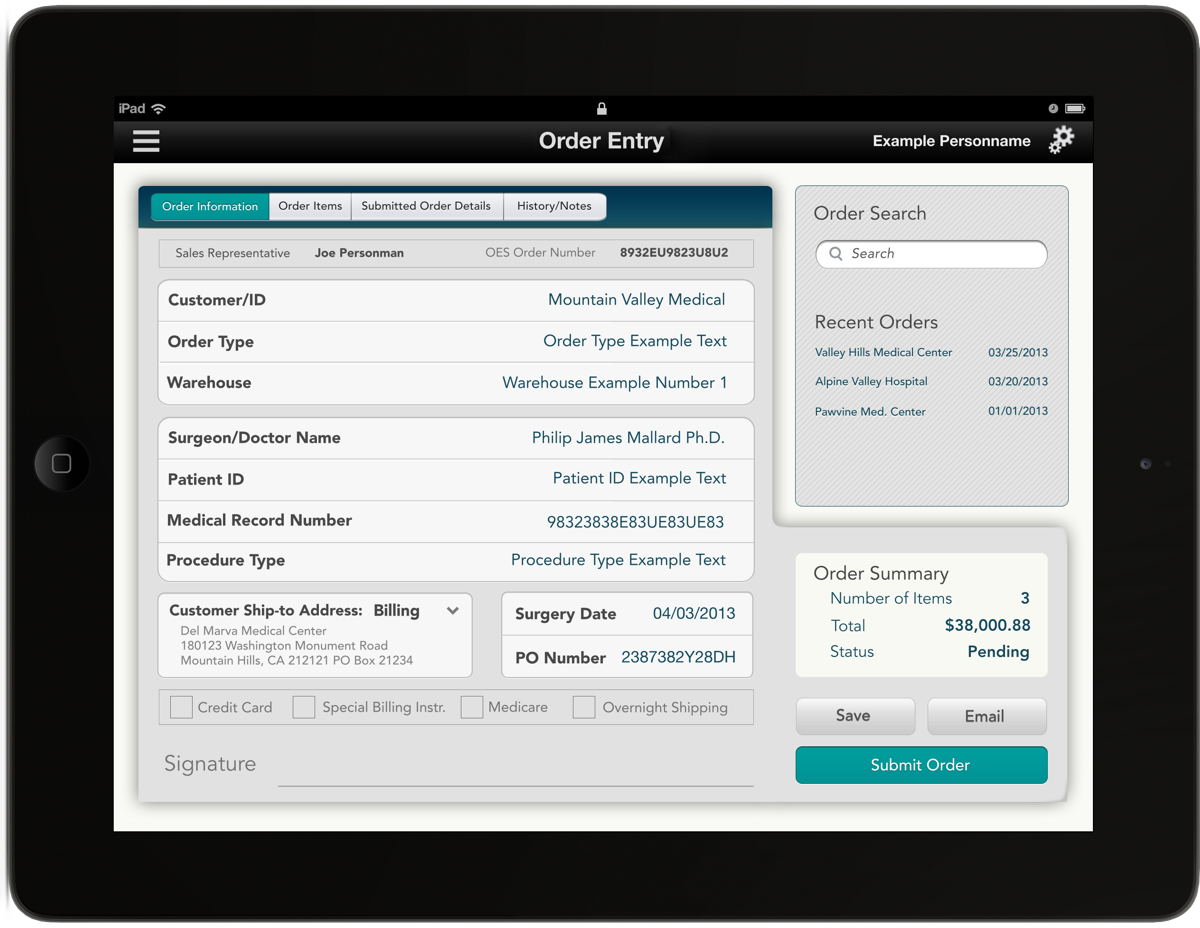 iPad
Order Entry
Example Personname
Order Information
Order Items
Submitted Order Details
History/Notes
Sales Representative Joe Personman
OES Order Number 8932EU9823U8U2
Customer/ID Mountain Valley Medical
Order Type Order Type Example Text
Warehouse Warehouse Example Number 1
Surgeon/Doctor Name Philip James Mallard Ph.D.
Patient ID Patient ID Example Text
Medical Record Number 98323838E83UE83UE83
Procedure Type Procedure Type Example Text
Customer Ship-to Address: Billing
Del Marva Medical Center
180123 Washington Monument Road
Mountain Hills, CA 212121 PO Box 21234
Surgery Date 04/03/2013
PO Number 2387382Y28DH
Credit Card
Special Billing Instr.
Medicare
Overnight Shipping
Signature
Order Search
Search
Recent Orders
Valley Hills Medical Center 03/25/2013
Alpine Valley Hospital 03/20/2013
Pawvine Med. Center 01/01/2013
Order Summary
Number of Items 3
Total $38,000.88
Status Pending
Save
Email
Submit Order